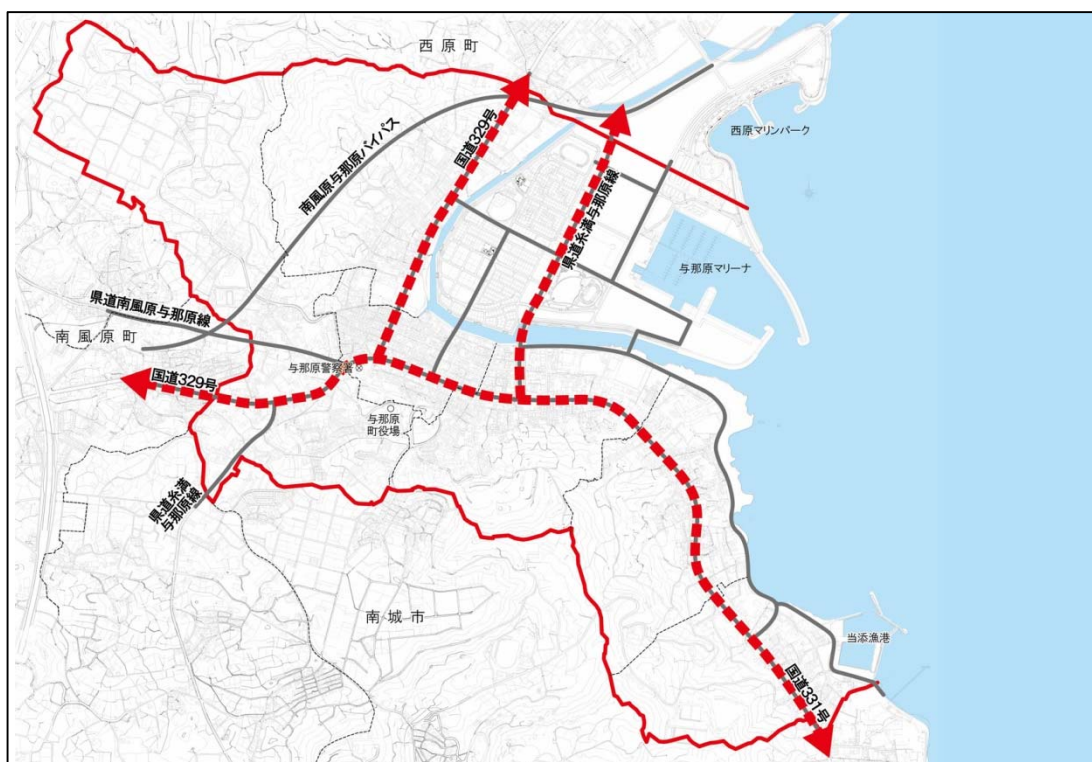 西原町
西原マリンパーク
国道329号
南風原与那原バイパス
県道糸満与那原線
与那原マリーナ
県道南風原与那原線
南風原町
与那原警察署
国道329号
与那原
町役場
県道糸満
与那原線
南城市
当添漁港
国道331号